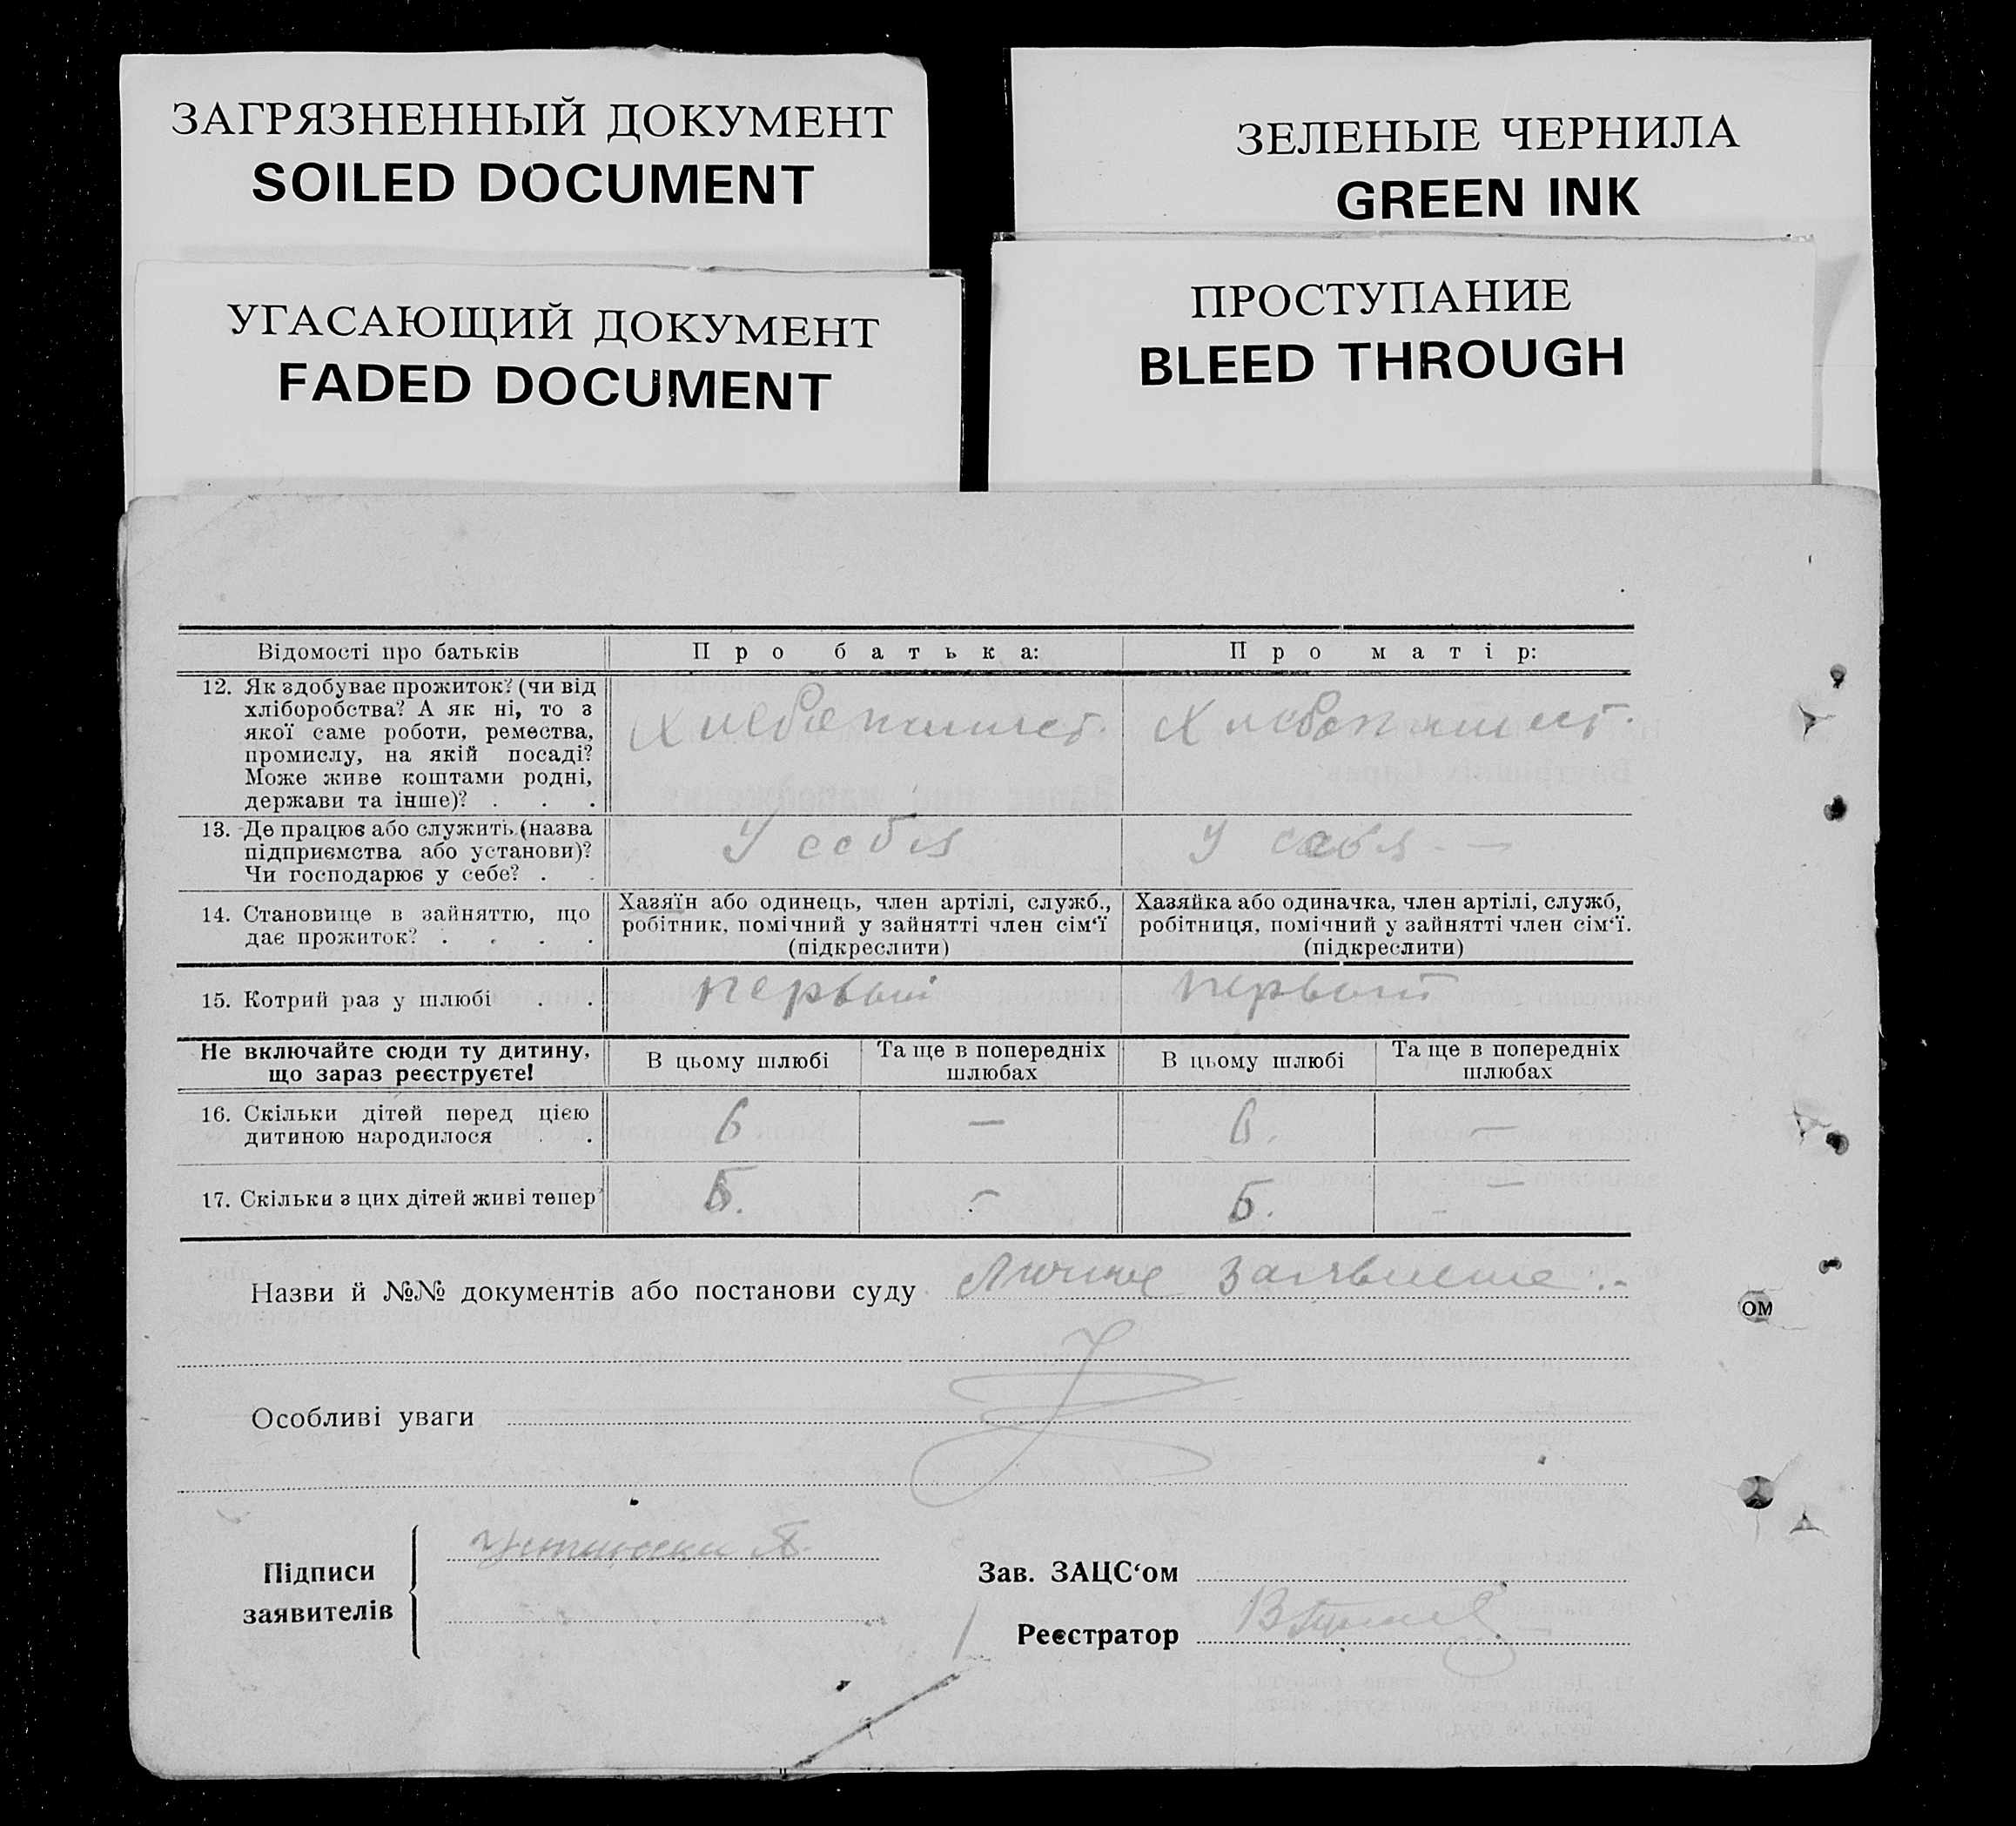 ЗАГРЯЗНЕННЫЙ ДОКУМЕНТ
SOILED DOCUMENT
ЗЕЛЕНЫЕ ЧЕРНИЛА
GREEN INK
УГАСАЮЩИЙ ДОКУМЕНТ
FADED DOCUMENT
ПРОСТУПАНИЕ
BLEED THROUGH
Відомості про батьків
Про батька:
Про матір:
12. Як здобуває прожиток? (чи від
хліборобства? А як ні, то з
якої саме роботи, ремества,
промислу, на якій посаді?
Може живе коштами родні,
держави та інше)? . . .
Хлебопашест.
Хлебопашест.
13. Де працює або служить (назва
підприємства або установи)?
Чи господарює у себе? . .
У себя
У себя - —
14. Становище в зайняттю, що
дає прожиток? . . . .
Хазяїн або одинець, член артілі, служб.,
робітник, помічний у зайнятті член сім'ї
(підкреслити)
Хазяйка або одиначка, член артілі, служб,
робітниця, помічний у зайнятті член сім'ї.
(підкреслити)
15. Котрий раз у шлюбі . .
первый
первый
Не включайте сюди ту дитину,
що зараз реєструєте!
В цьому шлюбі
Та ще в попередніх
шлюбах
В цьому шлюбі
Та ще в попередніх
шлюбах
16. Скільки дітей перед цією
дитиною народилося . .
6
—
6.
—
17. Скільки з цих дітей живі тепер?
5.
-
5.
—
Назви й №№ документів або постанови суду Личное заявление .-
Особливі уваги
ом
Підписи
заявителів
Зав. ЗАЦС'ом
Реєстратор